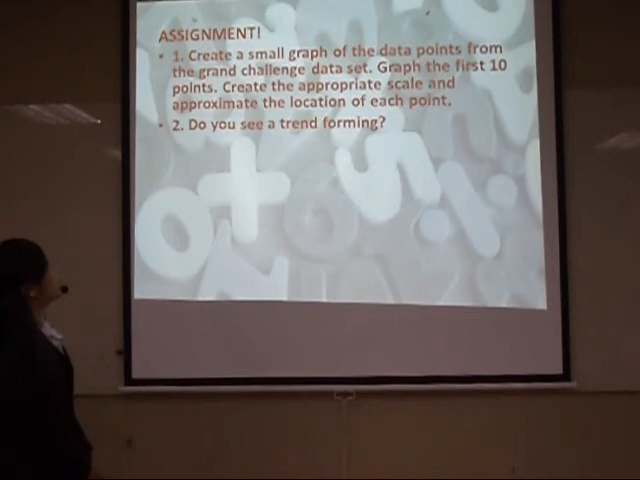 ASSIGNMENT!
• 1. Create a small graph of the data points from
the grand challenge data set. Graph the first 10
points. Create the appropriate scale and
approximate the location of each point.
• 2. Do you see a trend forming?